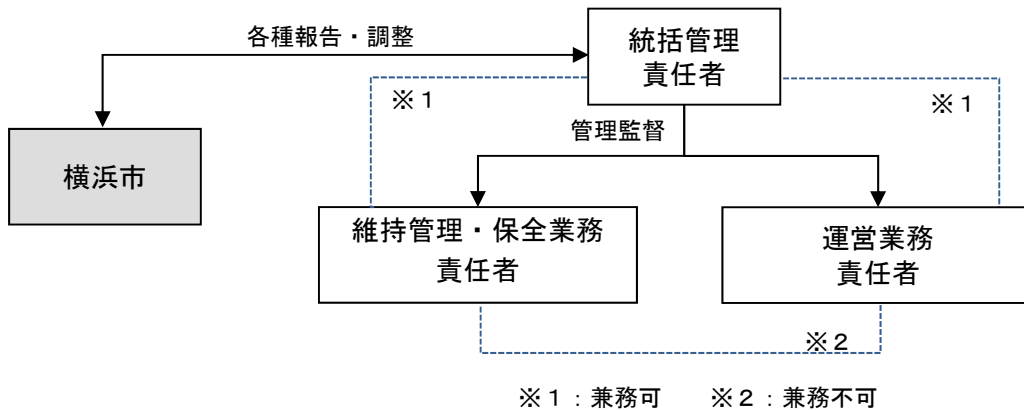 各種報告・調整
統括管理
責任者
※1
※1
管理監督
横浜市
維持管理・保全業務
責任者
運営業務
責任者
※2
※1：兼務可　　※2：兼務不可